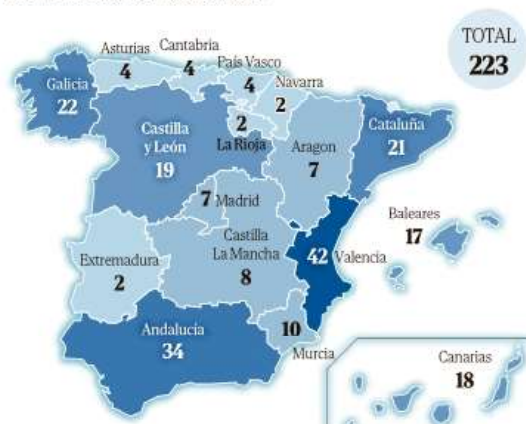 TOTAL
223
Asturias
4
Cantabria
4
País Vasco
4
Navarra
2
Galicia
22
Castilla
y León
19
2
La Rioja
Aragon
7
Cataluña
21
7 Madrid
Baleares
17
Extremadura
2
Castilla
La Mancha
8
42 Valencia
Andalucía
34
10
Murcia
Canarias
18